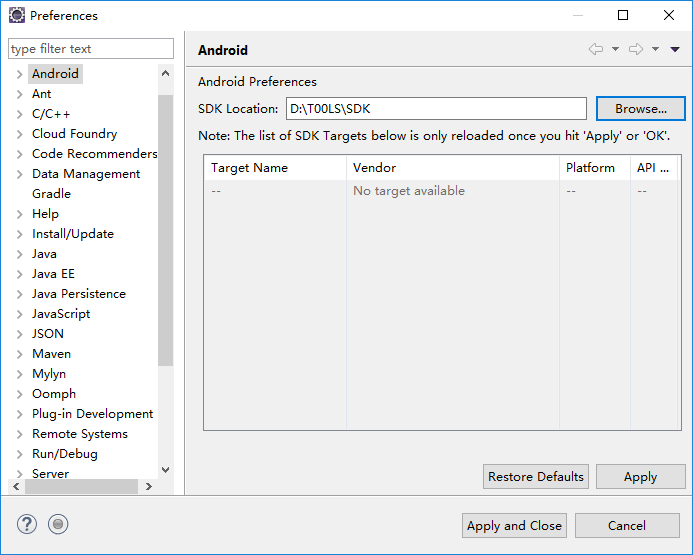 Preferences
type filter text
Android
Ant
C/C++
Cloud Foundry
Code Recommenders
Data Management
Gradle
Help
Install/Update
Java
Java EE
Java Persistence
JavaScript
JSON
Maven
Mylyn
Oomph
Plug-in Development
Remote Systems
Run/Debug
Server
Android
Android Preferences
SDK Location: D:\T00LS\SDK Browse...
Note: The list of SDK Targets below is only reloaded once you hit 'Apply' or 'OK'.
Target Name Vendor Platform API ...
-- No target available -- --
Restore Defaults Apply
? Apply and Close Cancel